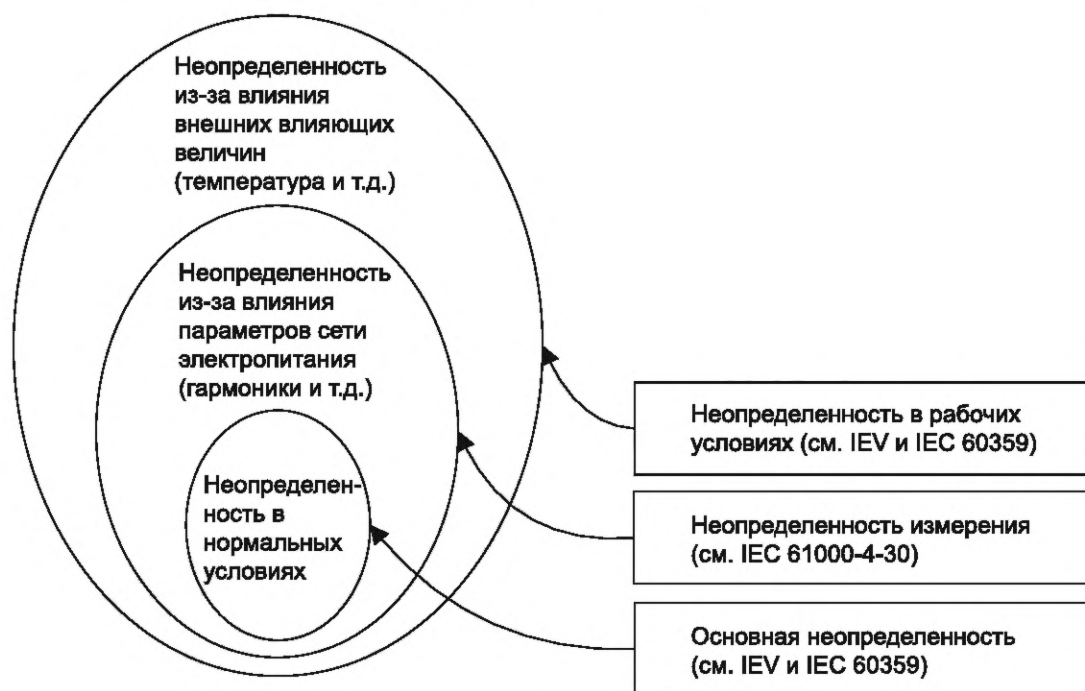 Неопределенность
из-за влияния
внешних влияющих
величин
(температура и т.д.)
Неопределенность
из-за влияния
параметров сети
электропитания
(гармоники и т.д.)
Неопределен-
ность в
нормальных
условиях
Неопределенность в рабочих
условиях (см. IEV и IEC 60359)
Неопределенность измерения
(см. IEC 61000-4-30)
Основная неопределенность
(см. IEV и IEC 60359)